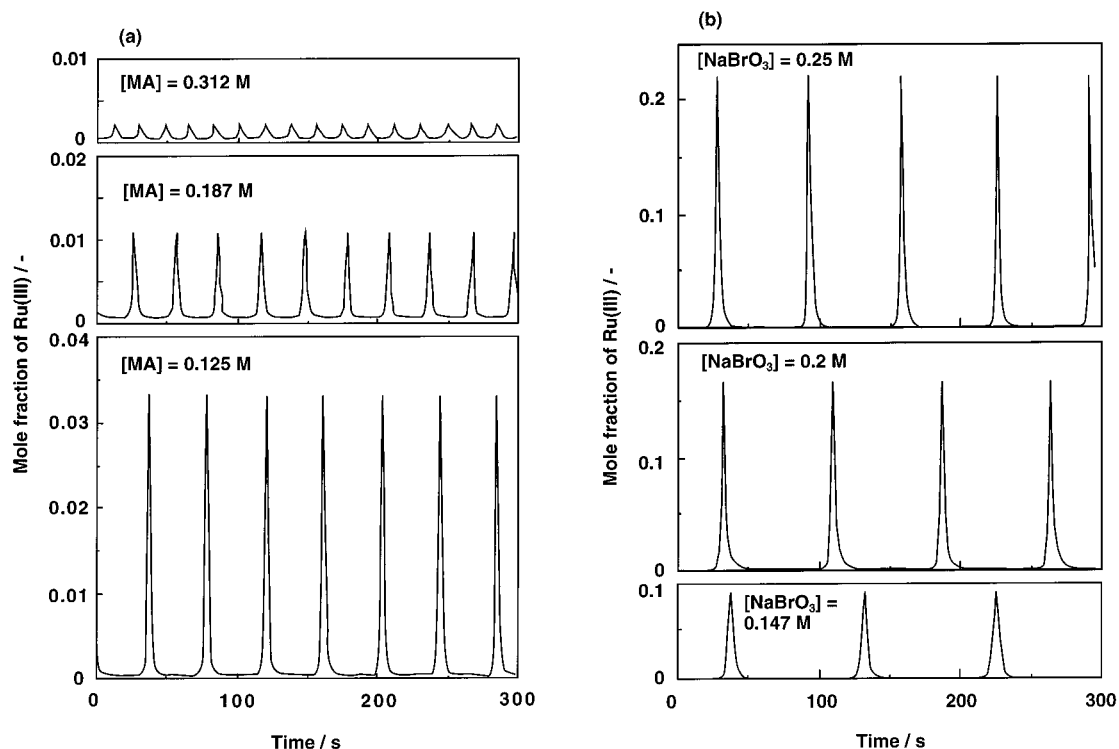 (a)
0.01
[MA] = 0.312 M
0
0.02
[MA] = 0.187 M
0.01
0
0.04
[MA] = 0.125 M
0.03
0.02
0.01
0
0 100 200 300
Time / s
Mole fraction of Ru(III) / -
(b)
[NaBrO₃] = 0.25 M
0.2
0.1
0
0.2
[NaBrO₃] = 0.2 M
0.1
0
0.1
[NaBrO₃] =
0.147 M
0
0 100 200 300
Time / s
Mole fraction of Ru(III) / -